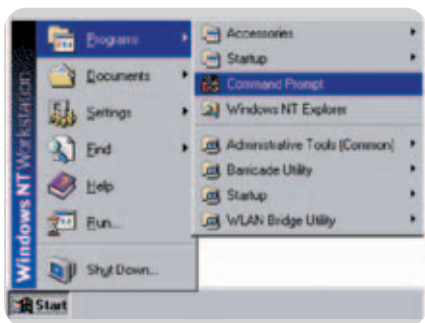 Windows NT Workstation
Programs
Documents
Settings
Find
Help
Run...
Shut Down...
Start
Accessories
Startup
Command Prompt
Windows NT Explorer
Administrative Tools (Common)
Barricade Utility
Startup
WLAN Bridge Utility